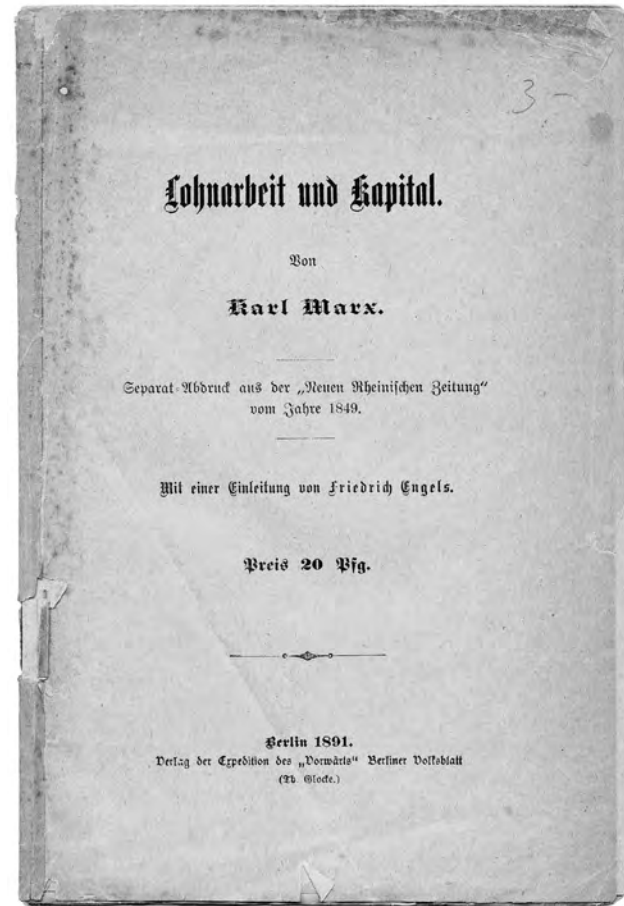 3 -
Lohnarbeit und Kapital.
Von
Karl Marx.
Separat-Abdruck aus der „Neuen Rheinischen Zeitung“
vom Jahre 1849.
Mit einer Einleitung von Friedrich Engels.
Preis 20 Pfg.
Berlin 1891.
Verlag der Expedition des „Vorwärts“ Berliner Volksblatt
(Th. Glocke.)